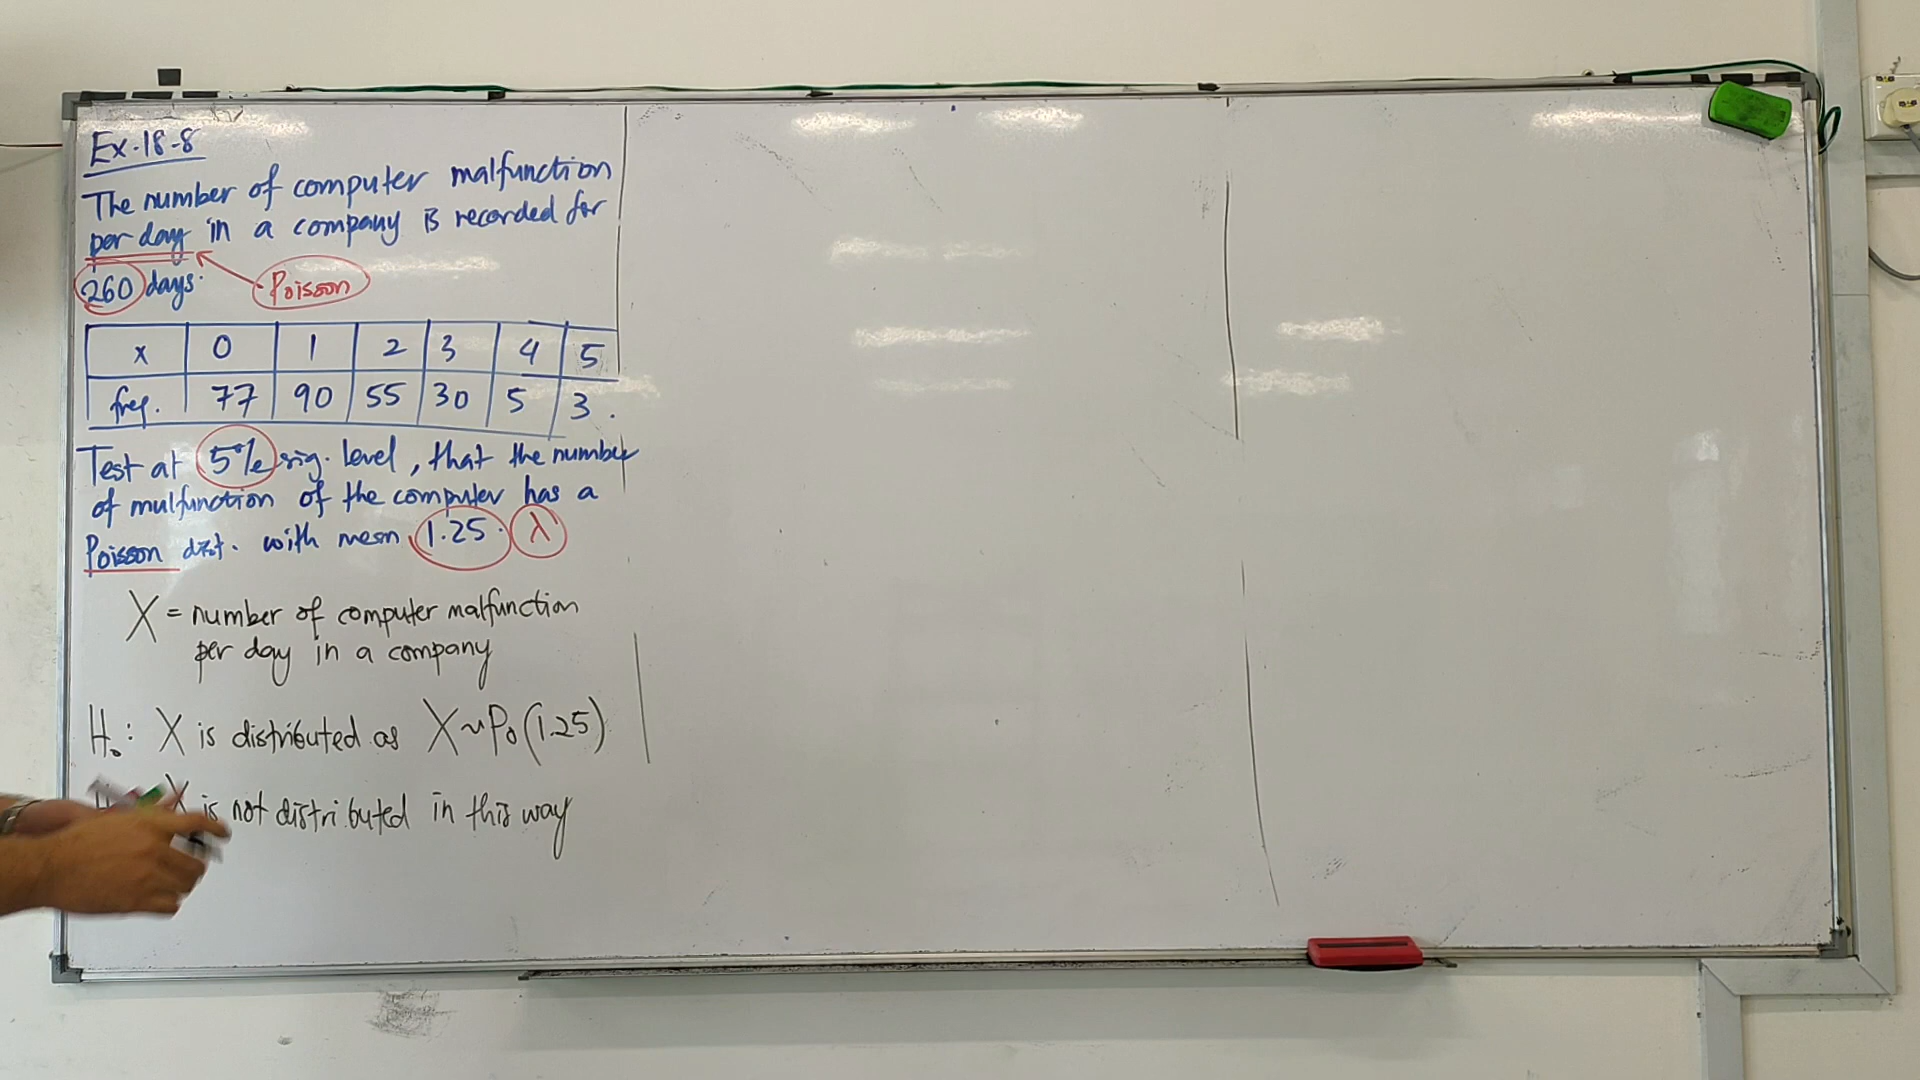 Ex.18-8
The number of computer malfunction
per day in a company is recorded for
260 days.
Poisson
x 0 1 2 3 4 5
freq. 77 90 55 30 5 3.
Test at 5% sig. level, that the number
of mulfunction of the computer has a
Poisson dist. with mean 1.25. λ
X = number of computer malfunction
per day in a company
H₀: X is distributed as X~P₀(1.25)
X is not distributed in this way